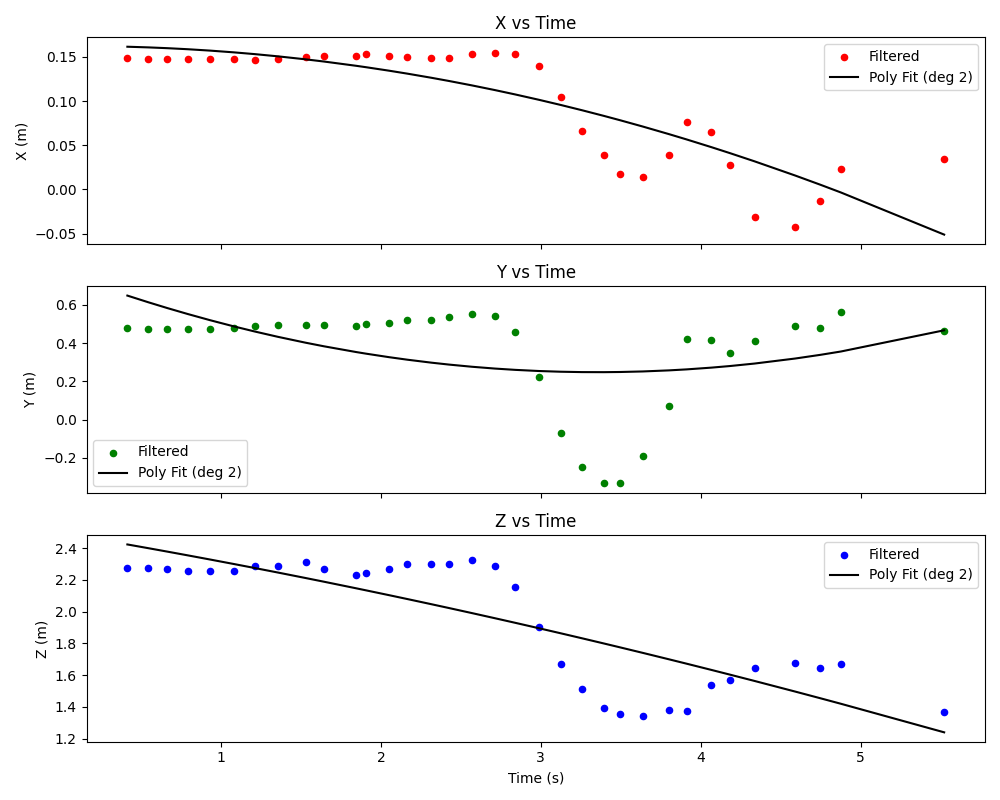 X vs Time
X (m)
0.15
0.10
0.05
0.00
−0.05
Filtered
Poly Fit (deg 2)
Y vs Time
Y (m)
0.6
0.4
0.2
0.0
−0.2
Filtered
Poly Fit (deg 2)
Z vs Time
Z (m)
2.4
2.2
2.0
1.8
1.6
1.4
1.2
Filtered
Poly Fit (deg 2)
1 2 3 4 5
Time (s)